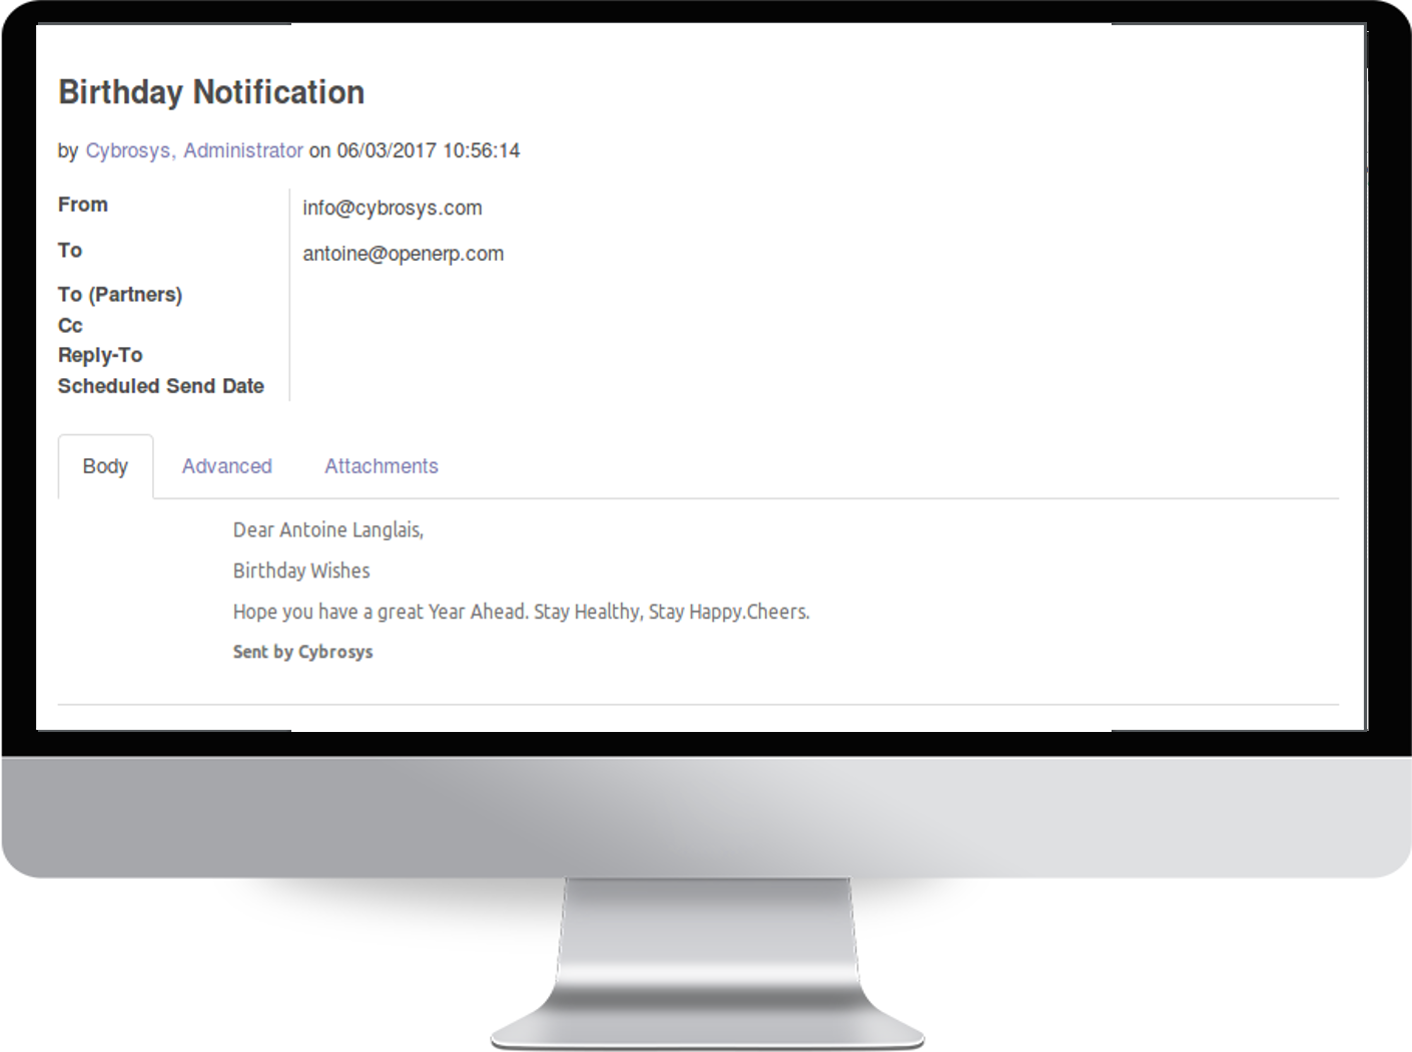 Birthday Notification
by Cybrosys, Administrator on 06/03/2017 10:56:14
From info@cybrosys.com
To antoine@openerp.com
To (Partners)
Cc
Reply-To
Scheduled Send Date
Body Advanced Attachments
Dear Antoine Langlais,
Birthday Wishes
Hope you have a great Year Ahead. Stay Healthy, Stay Happy.Cheers.
Sent by Cybrosys